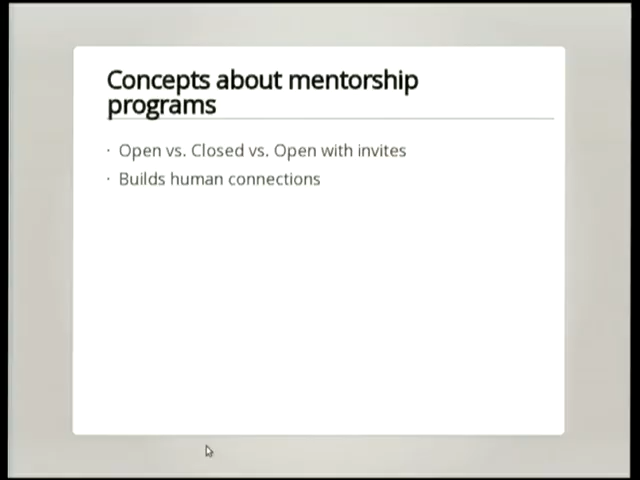 Concepts about mentorship
programs
· Open vs. Closed vs. Open with invites
· Builds human connections